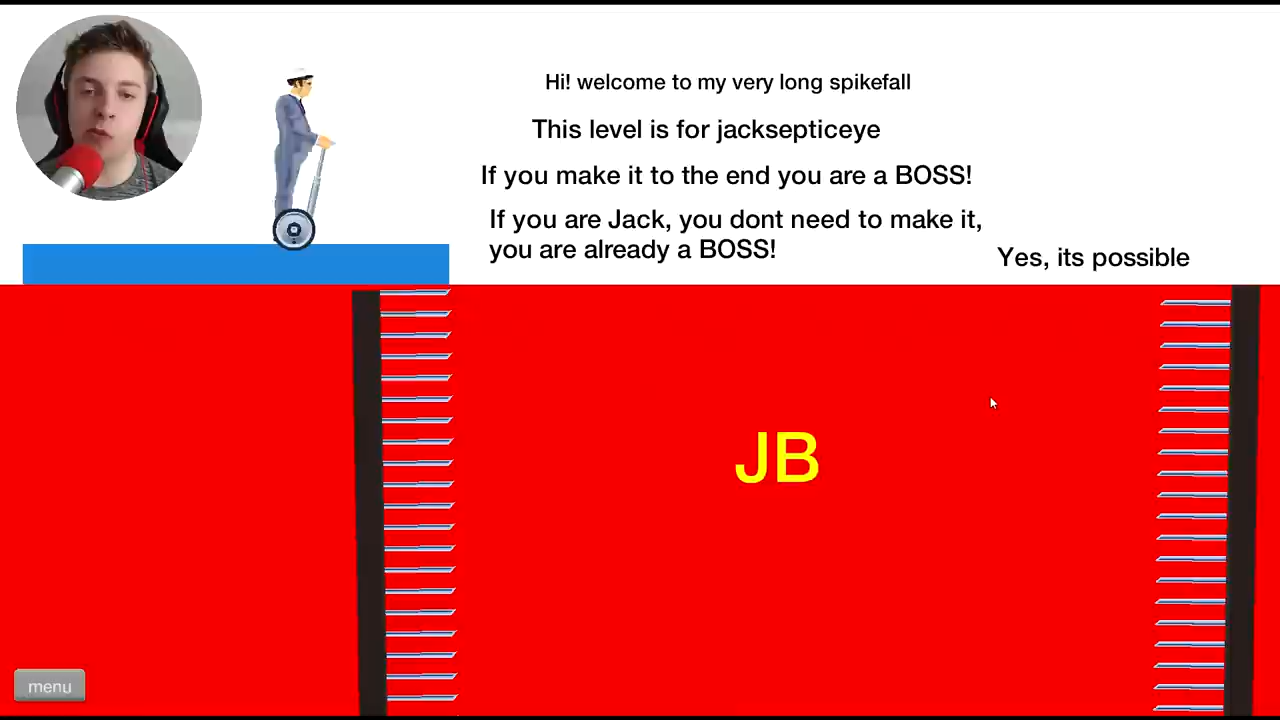 Hi! welcome to my very long spikefall
This level is for jacksepticeye
If you make it to the end you are a BOSS!
If you are Jack, you dont need to make it,
you are already a BOSS!
Yes, its possible
JB
menu